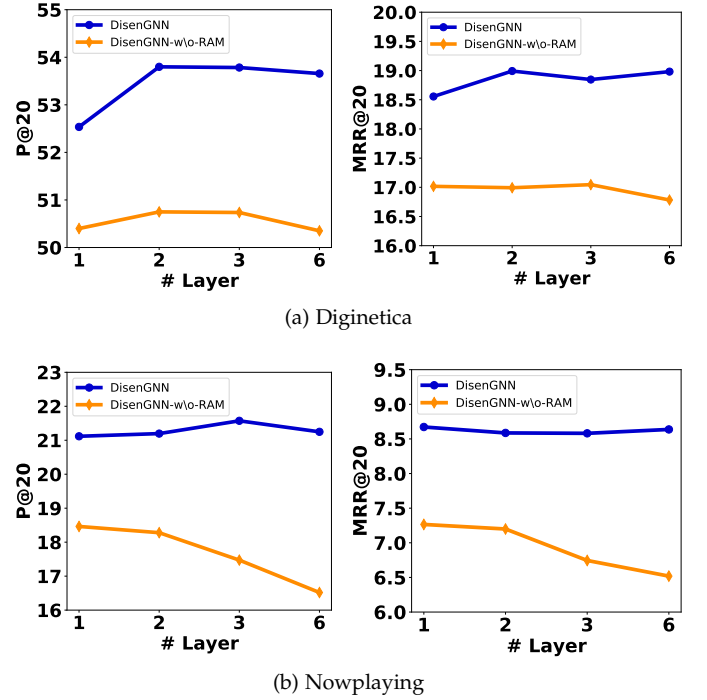 55
54
53
52
51
50
P@20
DisenGNN
DisenGNN-w\o-RAM
1 2 3 6
# Layer
20.0
19.5
19.0
18.5
18.0
17.5
17.0
16.5
16.0
MRR@20
DisenGNN
DisenGNN-w\o-RAM
1 2 3 6
# Layer
(a) Diginetica
23
22
21
20
19
18
17
16
P@20
DisenGNN
DisenGNN-w\o-RAM
1 2 3 6
# Layer
9.5
9.0
8.5
8.0
7.5
7.0
6.5
6.0
MRR@20
DisenGNN
DisenGNN-w\o-RAM
1 2 3 6
# Layer
(b) Nowplaying